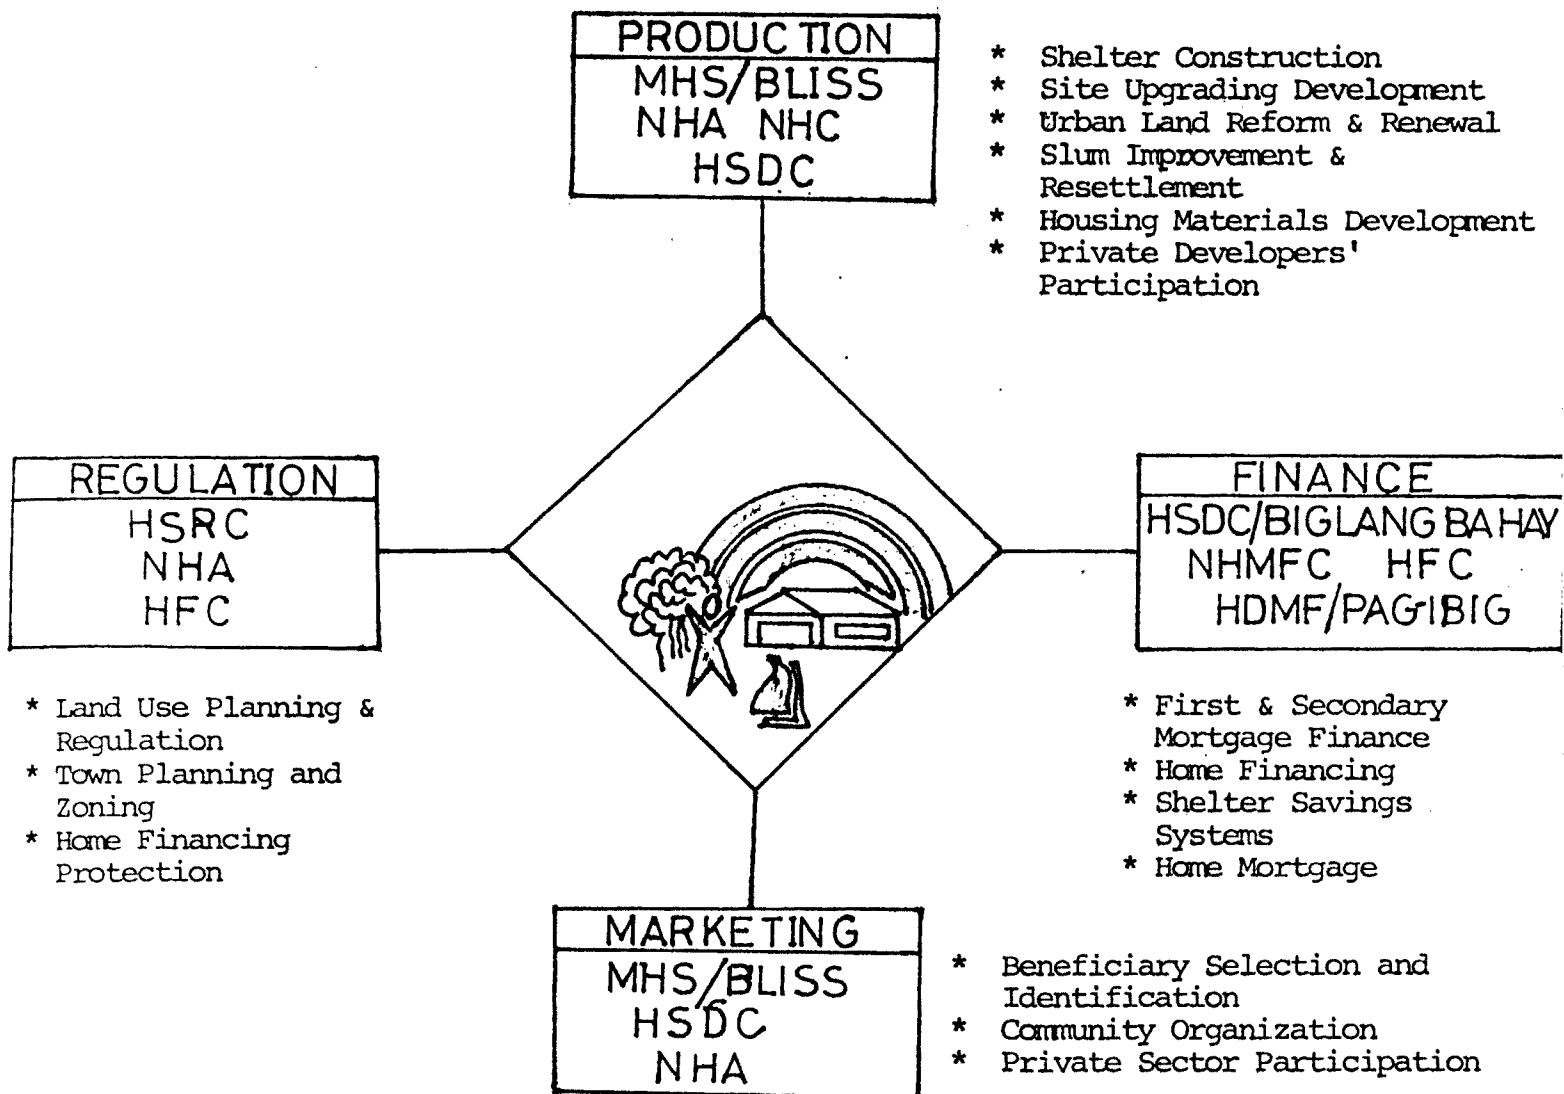 PRODUCTION
MHS/BLISS
NHA NHC
HSDC
* Shelter Construction
* Site Upgrading Development
* Urban Land Reform & Renewal
* Slum Improvement &
Resettlement
* Housing Materials Development
* Private Developers'
Participation
REGULATION
HSRC
NHA
HFC
* Land Use Planning &
Regulation
* Town Planning and
Zoning
* Home Financing
Protection
FINANCE
HSDC/BIGLANG BAHAY
NHMFC HFC
HDMF/PAG-IBIG
* First & Secondary
Mortgage Finance
* Home Financing
* Shelter Savings
Systems
* Home Mortgage
MARKETING
MHS/BLISS
HSDC
NHA
* Beneficiary Selection and
Identification
* Community Organization
* Private Sector Participation